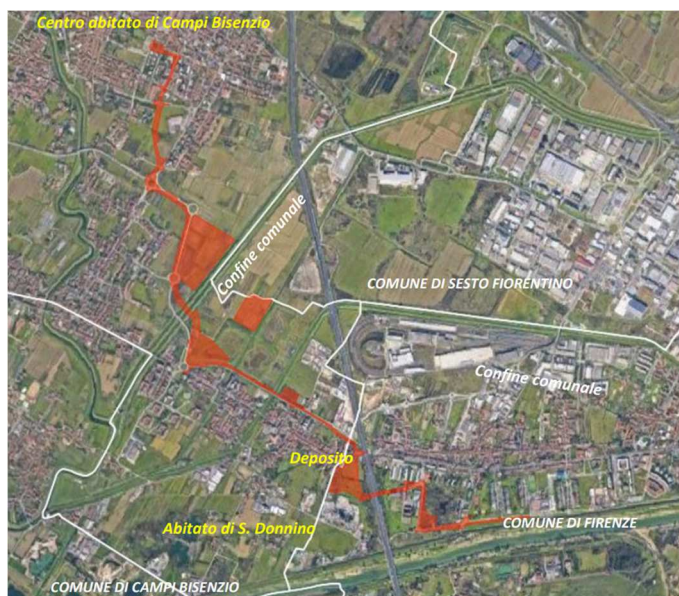 Centro abitato di Campi Bisenzio
Confine comunale
COMUNE DI SESTO FIORENTINO
Confine comunale
Deposito
Abitato di S. Donnino
COMUNE DI FIRENZE
COMUNE DI CAMPI BISENZIO